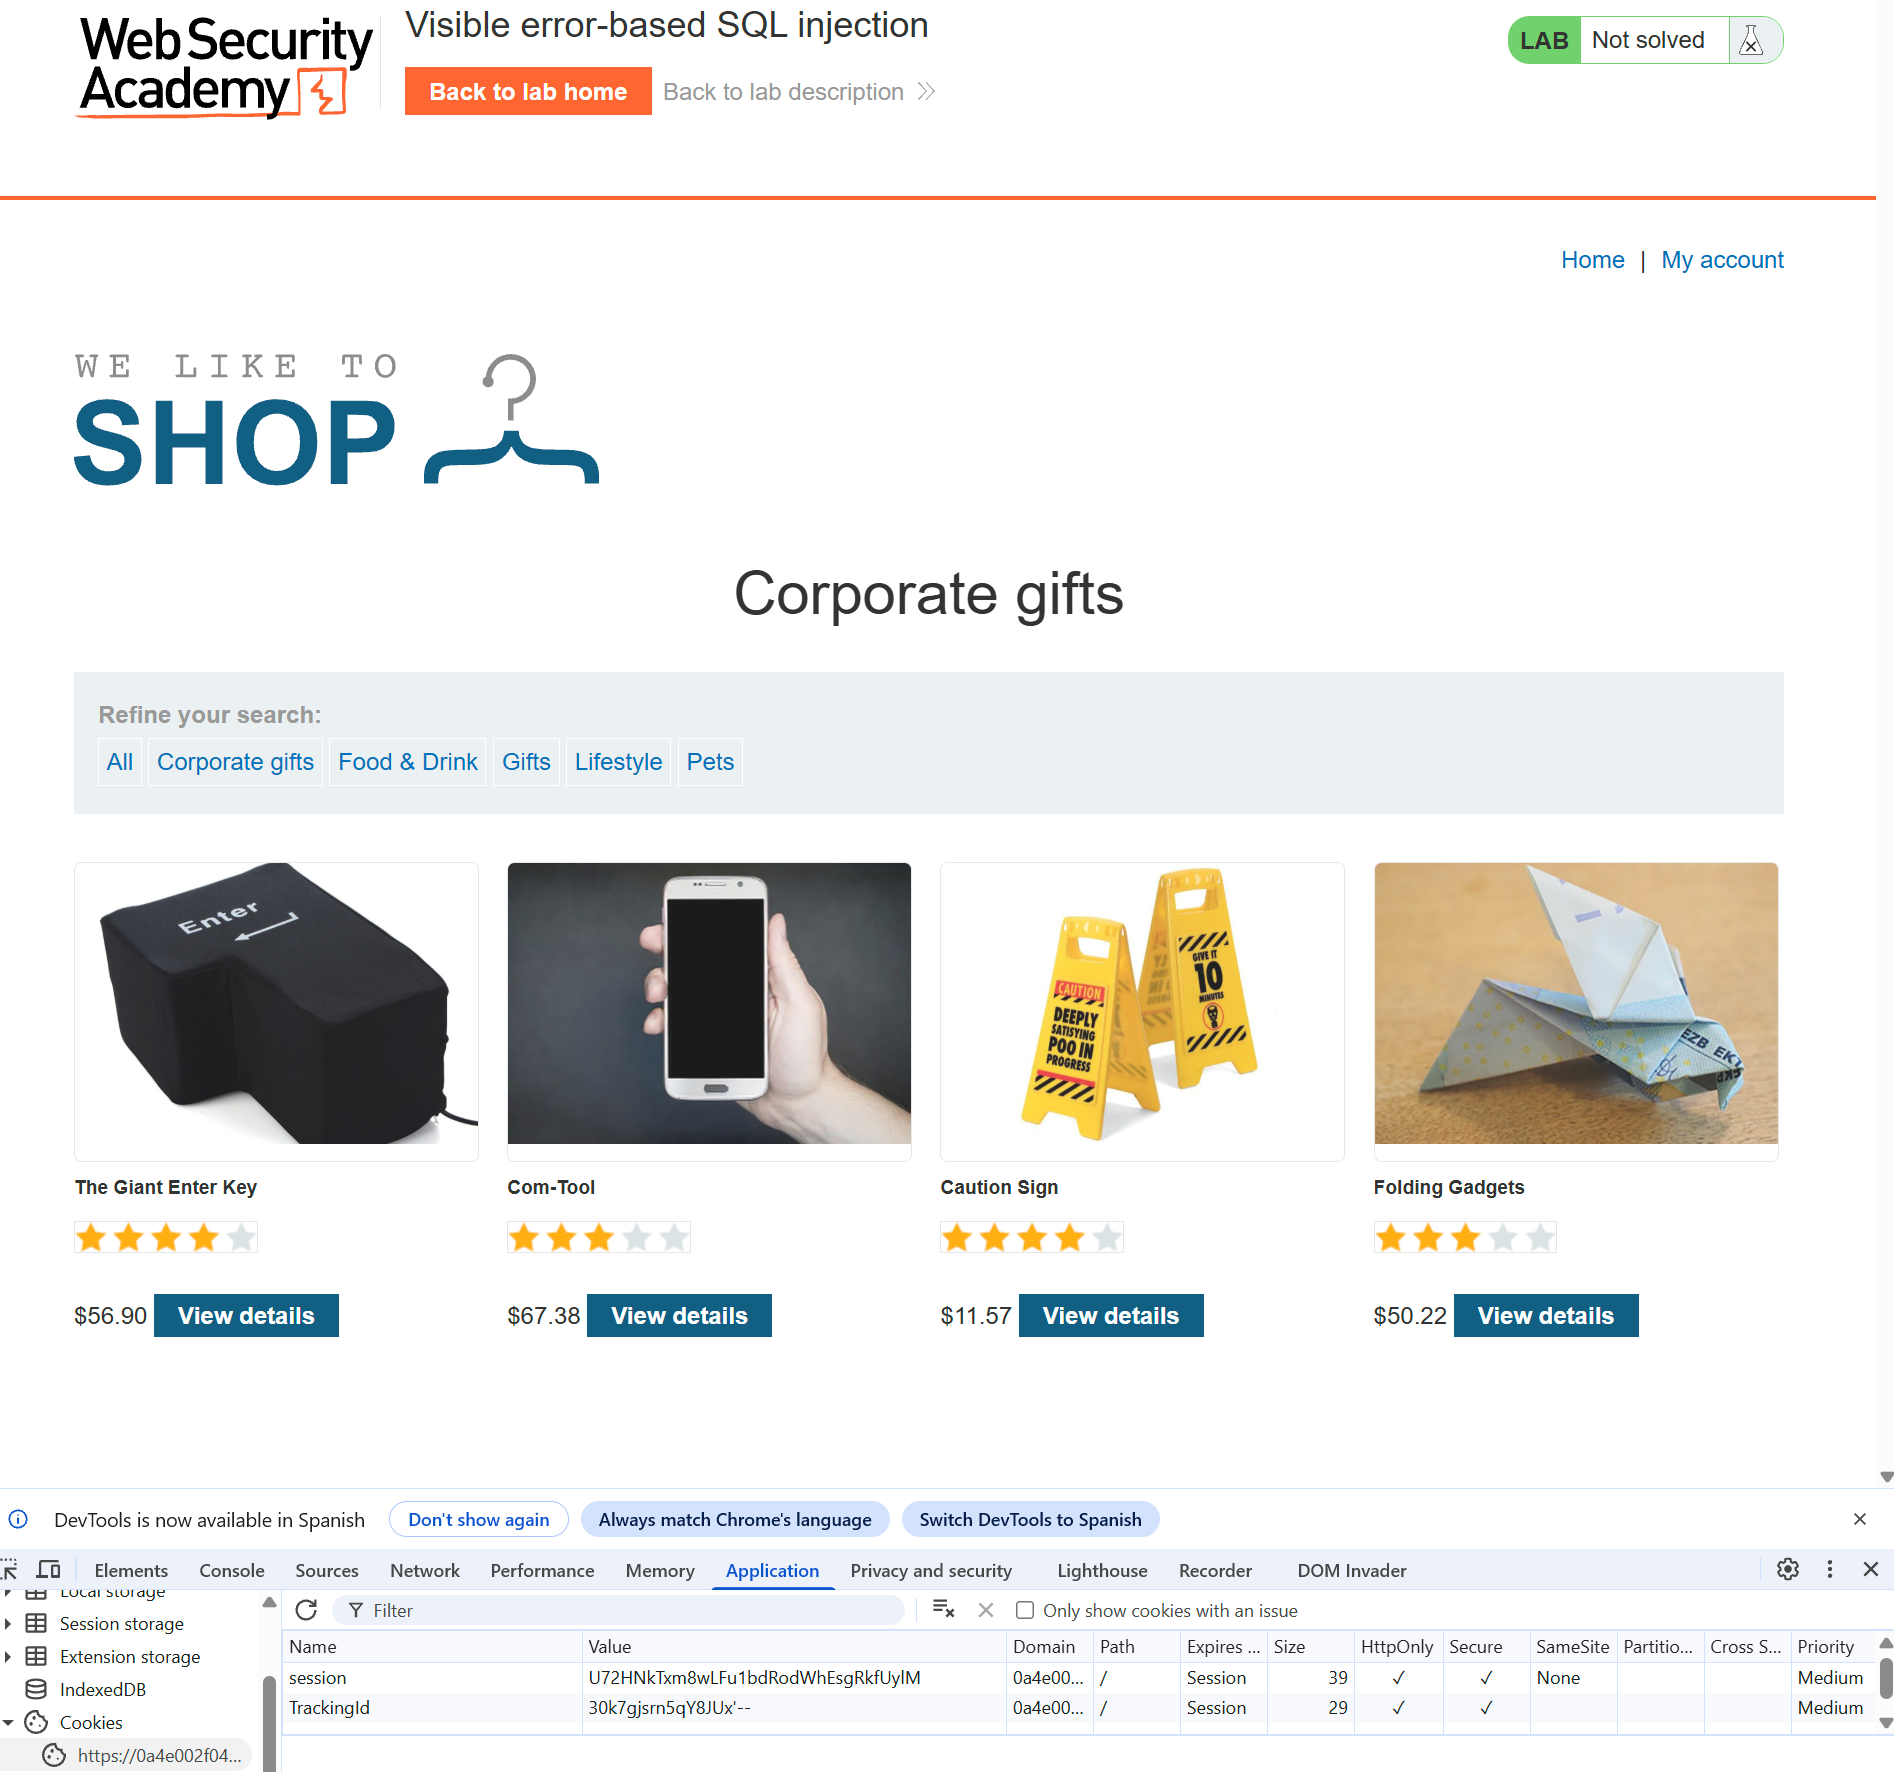 Web Security
Academy
Visible error-based SQL injection
Back to lab home
Back to lab description
LAB
Not solved
Home | My account
WE LIKE TO
SHOP
Corporate gifts
Refine your search:
All
Corporate gifts
Food & Drink
Gifts
Lifestyle
Pets
Enter
CAUTION
DEEPLY
SATISFYING
POO IN
PROGRESS
GIVE IT
10
MINUTES
EZB EK
The Giant Enter Key
Com-Tool
Caution Sign
Folding Gadgets
$56.90 View details
$67.38 View details
$11.57 View details
$50.22 View details
DevTools is now available in Spanish
Don't show again
Always match Chrome's language
Switch DevTools to Spanish
Elements Console Sources Network Performance Memory Application Privacy and security Lighthouse Recorder DOM Invader
Local storage
Session storage
Extension storage
IndexedDB
Cookies
https://0a4e002f04...
Filter
Only show cookies with an issue
Name Value Domain Path Expires ... Size HttpOnly Secure SameSite Partitio... Cross S... Priority
session U72HNkTxm8wLFu1bdRodWhEsgRkfUylM 0a4e00... / Session 39 ✓ ✓ None Medium
TrackingId 30k7gjsrn5qY8JUx'-- 0a4e00... / Session 29 ✓ ✓ Medium